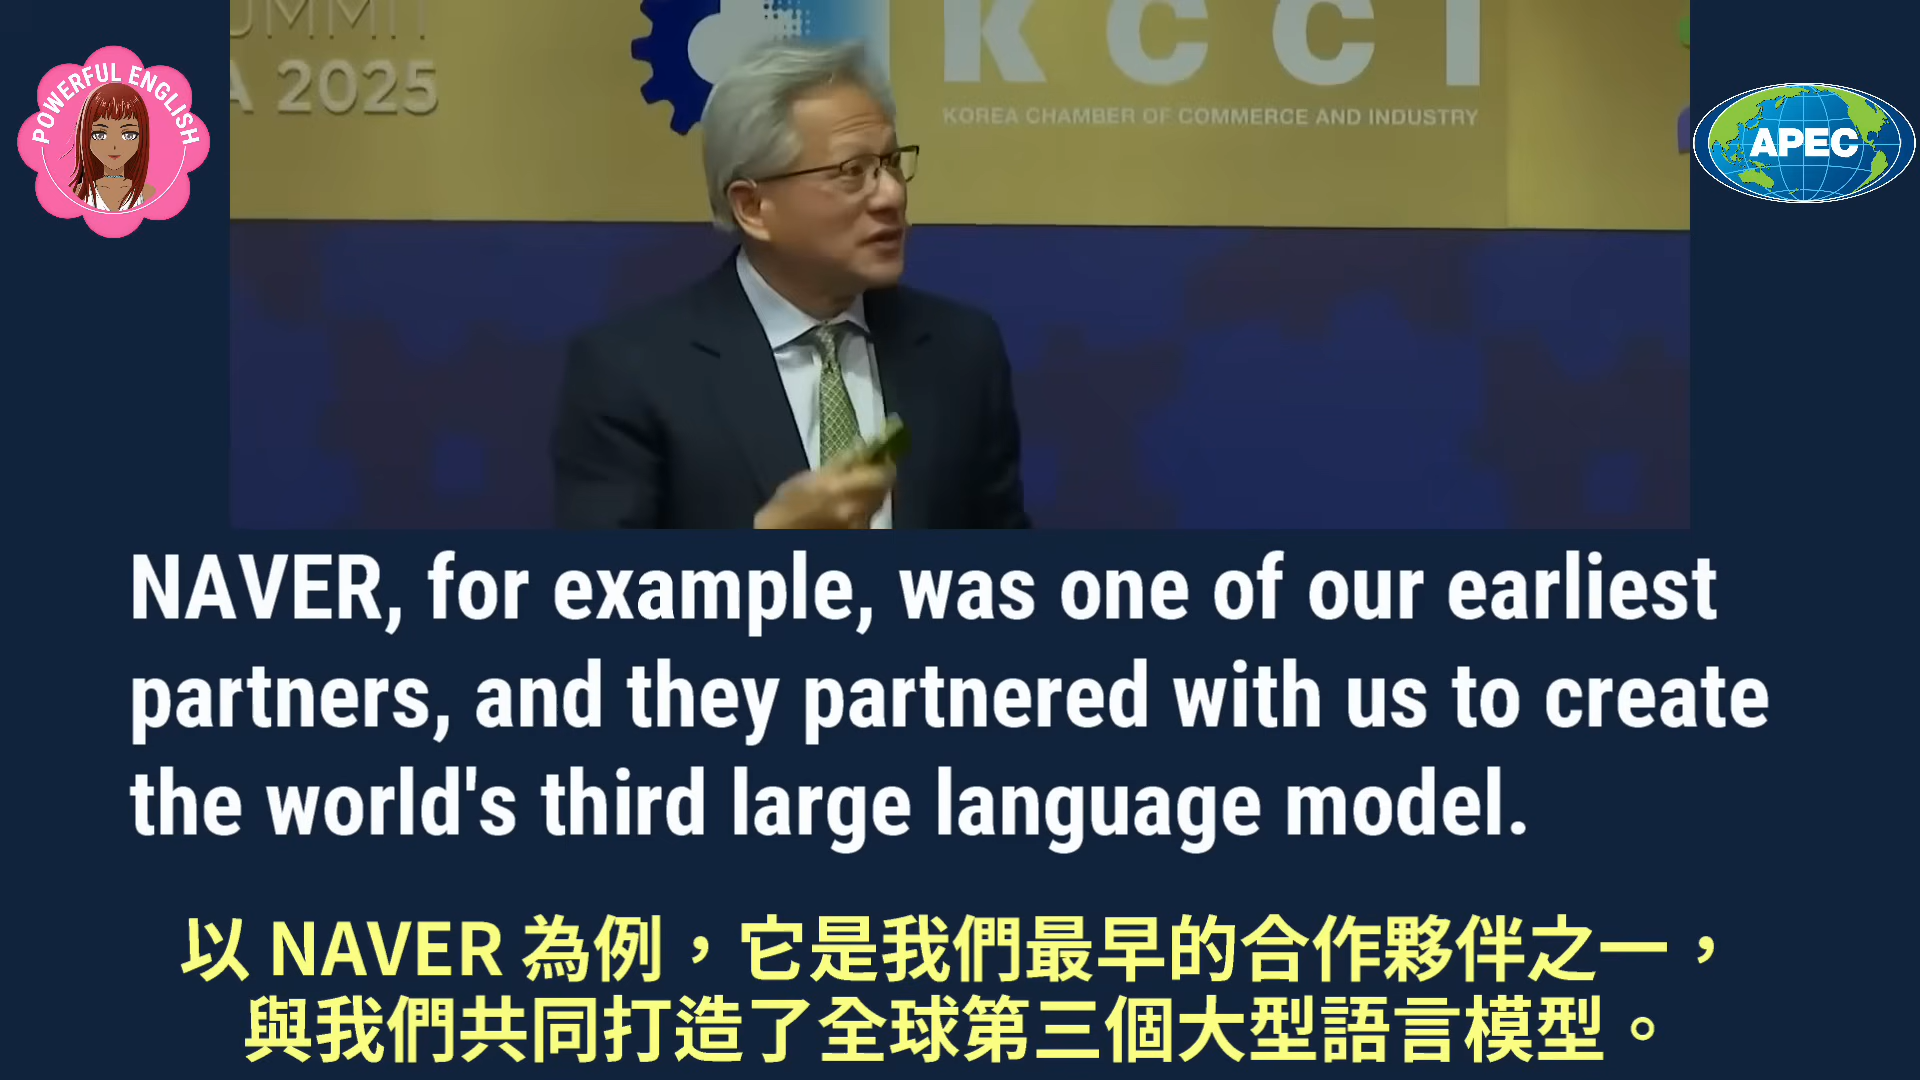 A 2025
KCCI
KOREA CHAMBER OF COMMERCE AND INDUSTRY
POWERFUL ENGLISH
APEC
NAVER, for example, was one of our earliest
partners, and they partnered with us to create
the world's third large language model.
以 NAVER 為例，它是我們最早的合作夥伴之一，
與我們共同打造了全球第三個大型語言模型。